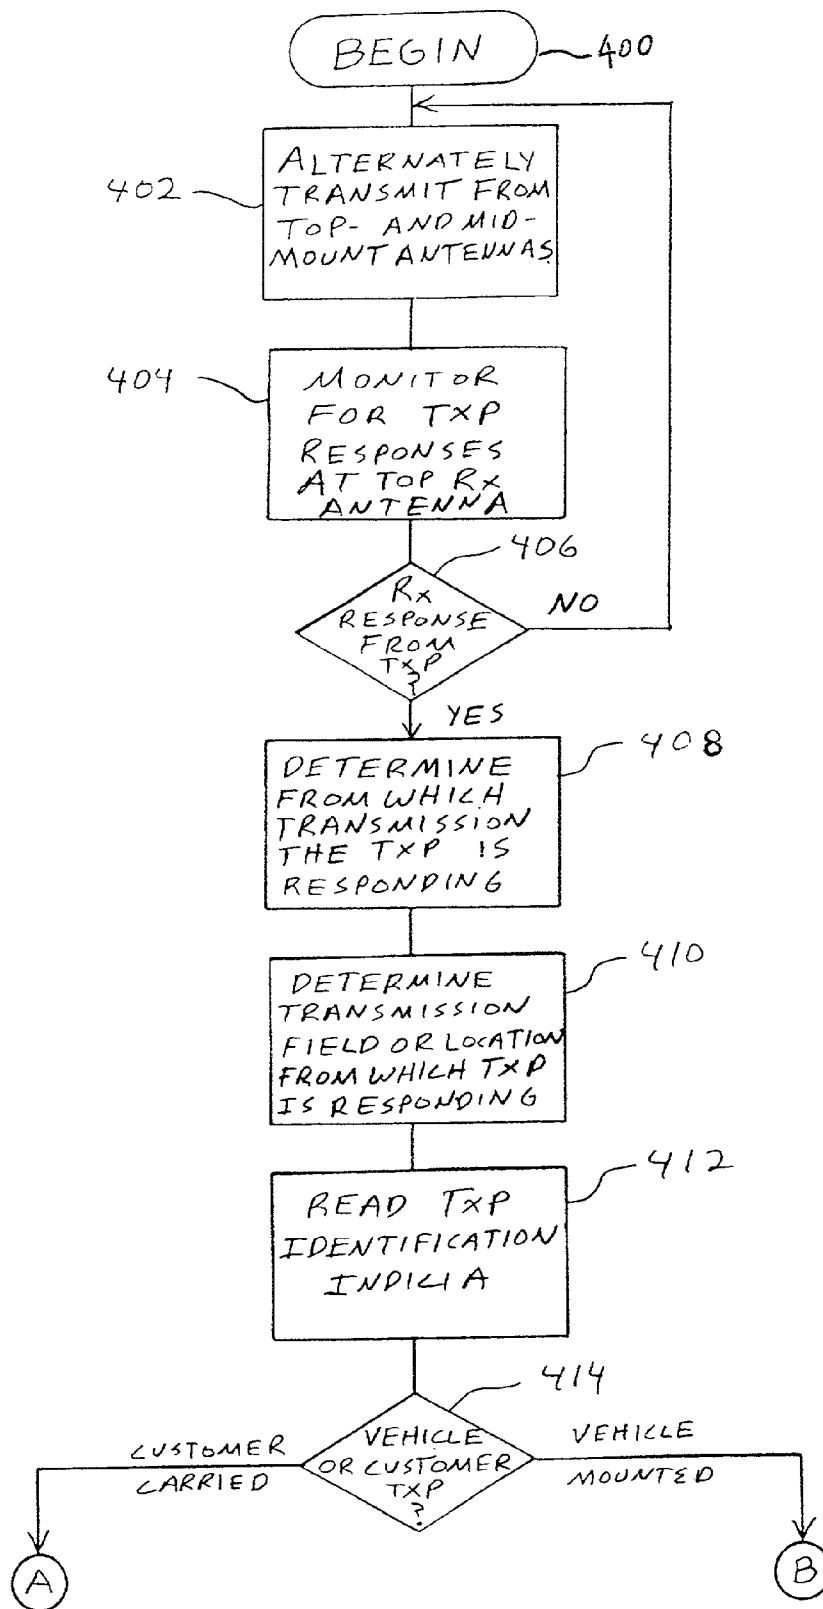 BEGIN
400
402
ALTERNATELY
TRANSMIT FROM
TOP- AND MID-
MOUNT ANTENNAS
404
MONITOR
FOR TXP
RESPONSES
AT TOP RX
ANTENNA
406
RX
RESPONSE
FROM
TXP
?
NO
YES
408
DETERMINE
FROM WHICH
TRANSMISSION
THE TXP IS
RESPONDING
410
DETERMINE
TRANSMISSION
FIELD OR LOCATION
FROM WHICH TXP
IS RESPONDING
412
READ TXP
IDENTIFICATION
INDICIA
414
VEHICLE
OR CUSTOMER
TXP
?
CUSTOMER
CARRIED
VEHICLE
MOUNTED
A
B